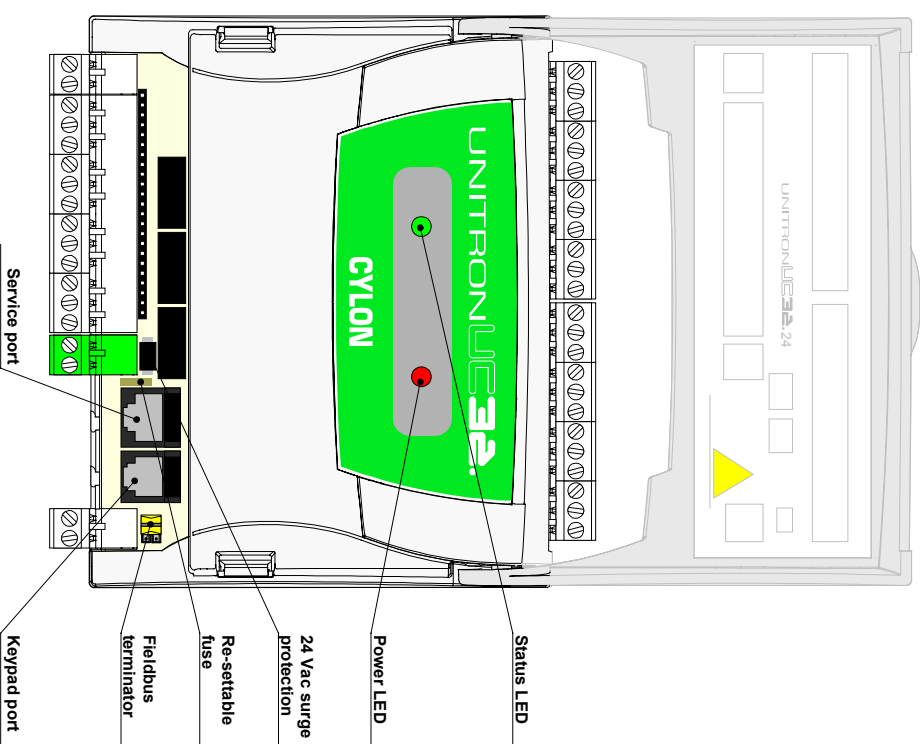 UNITRONUC32.24
UNITRONUC32.
CYLON
Status LED
Power LED
24 Vac surge
protection
Re-settable
fuse
Fieldbus
terminator
Keypad port
Service port